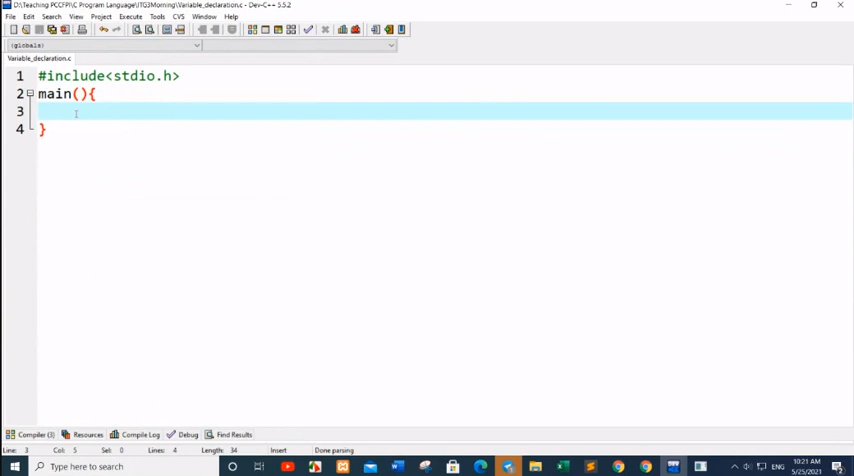 D:\Teaching PCCFP\C Program Language\ITG3Morning\Variable_declaration.c - Dev-C++ 5.5.2
File Edit Search View Project Execute Tools CVS Window Help
(globals)
Variable_declaration.c
1 #include<stdio.h>
2 main(){
3
4 }
Compiler (3) Resources Compile Log Debug Find Results
Line: 3 Col: 5 Sel: 0 Lines: 4 Length: 34 Insert Done parsing
Type here to search
ENG
10:21 AM
5/25/2021
2